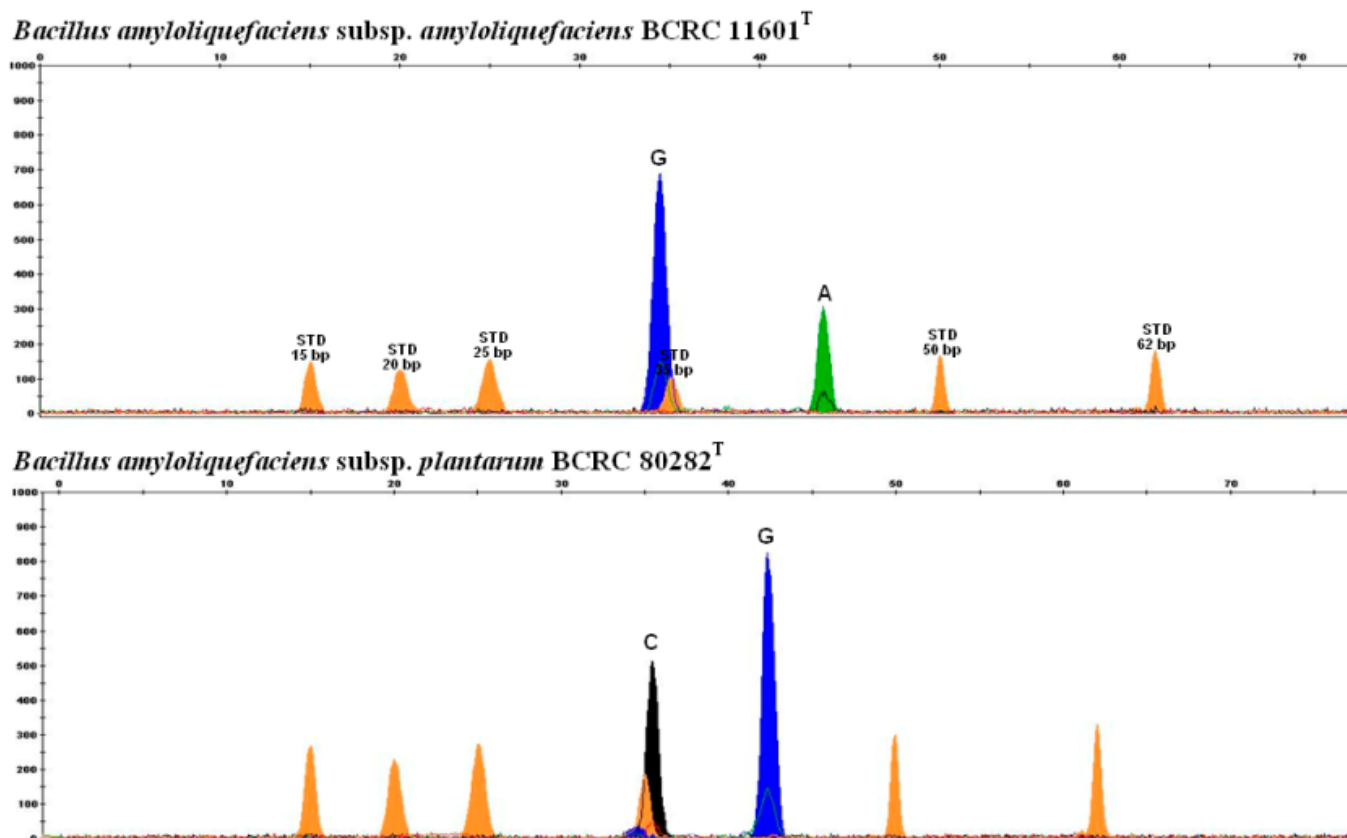 Bacillus amyloliquefaciens subsp. amyloliquefaciens BCRC 11601T
0 10 20 30 40 50 60 70
1000
900
800
700
600
500
400
300
200
100
0
G
A
STD
15 bp
STD
20 bp
STD
25 bp
STD
35 bp
STD
50 bp
STD
62 bp
Bacillus amyloliquefaciens subsp. plantarum BCRC 80282T
0 10 20 30 40 50 60 70
1000
900
800
700
600
500
400
300
200
100
0
C
G